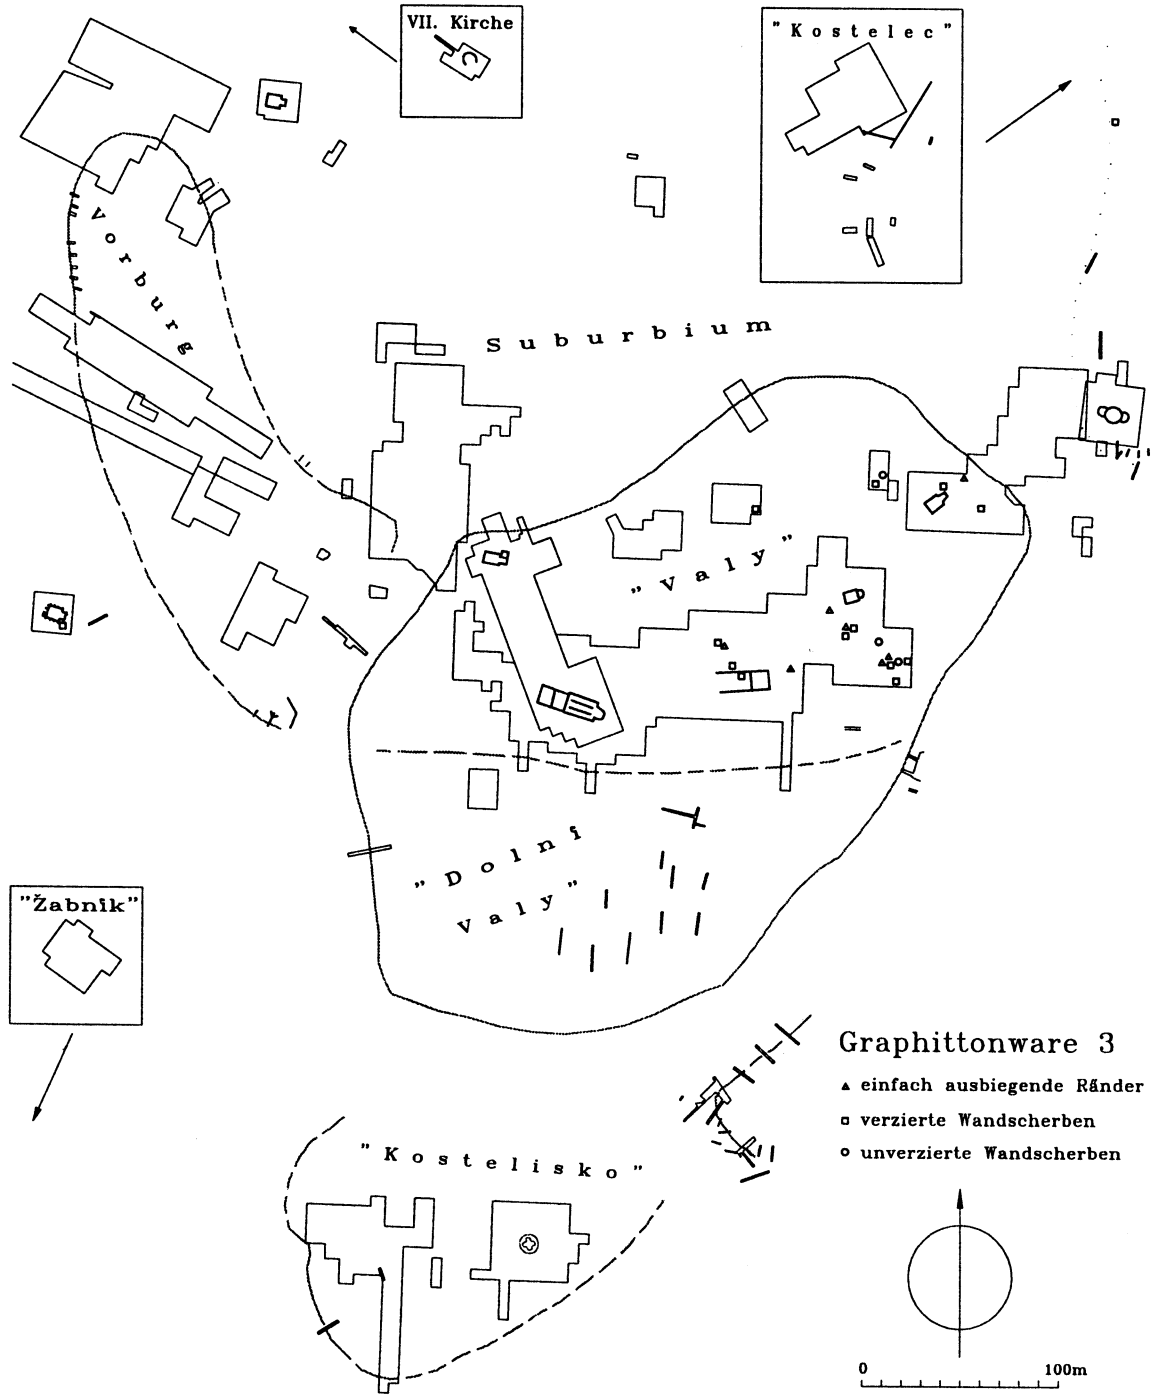 VII. Kirche
"Kostelec"
Vorburg
Suburbium
"Valy"
"Dolní
Valy"
"Žabník"
Graphittonware 3
einfach ausbiegende Ränder
verzierte Wandscherben
unverzierte Wandscherben
"Kostelisko"
0 100m